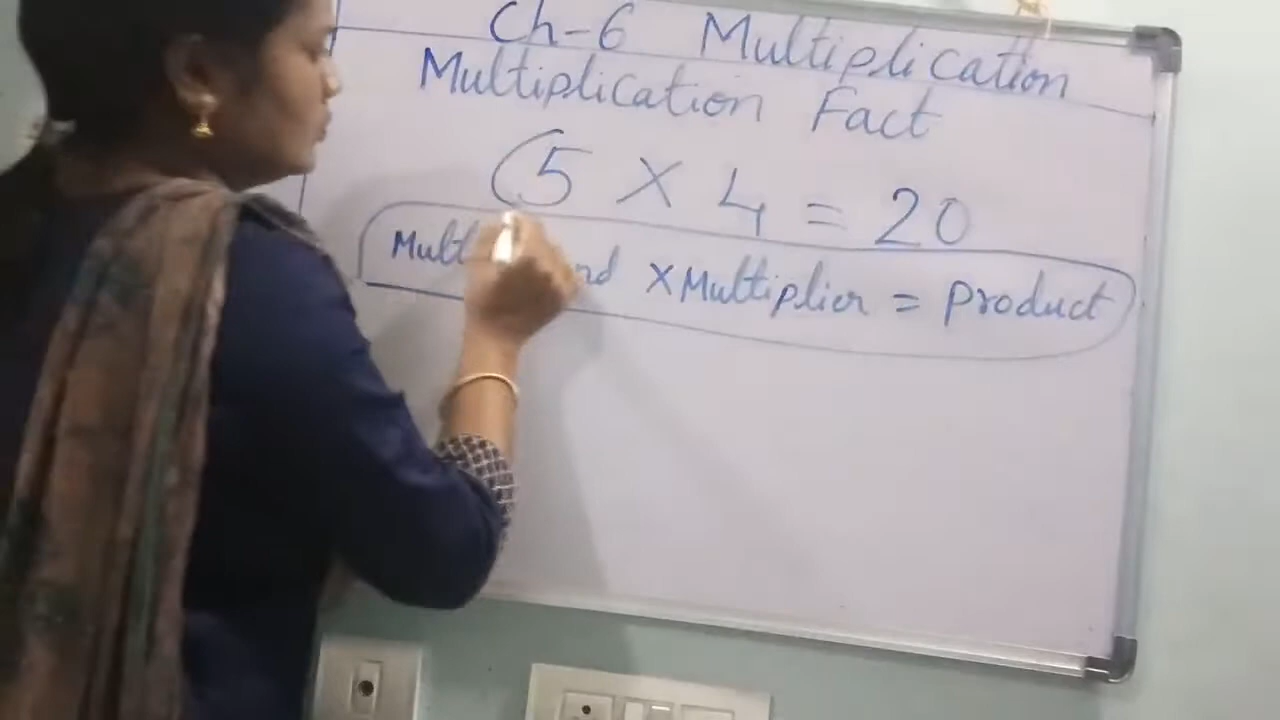 Ch-6 Multiplication
Multiplication Fact
5 X 4 = 20
X Multiplier = Product